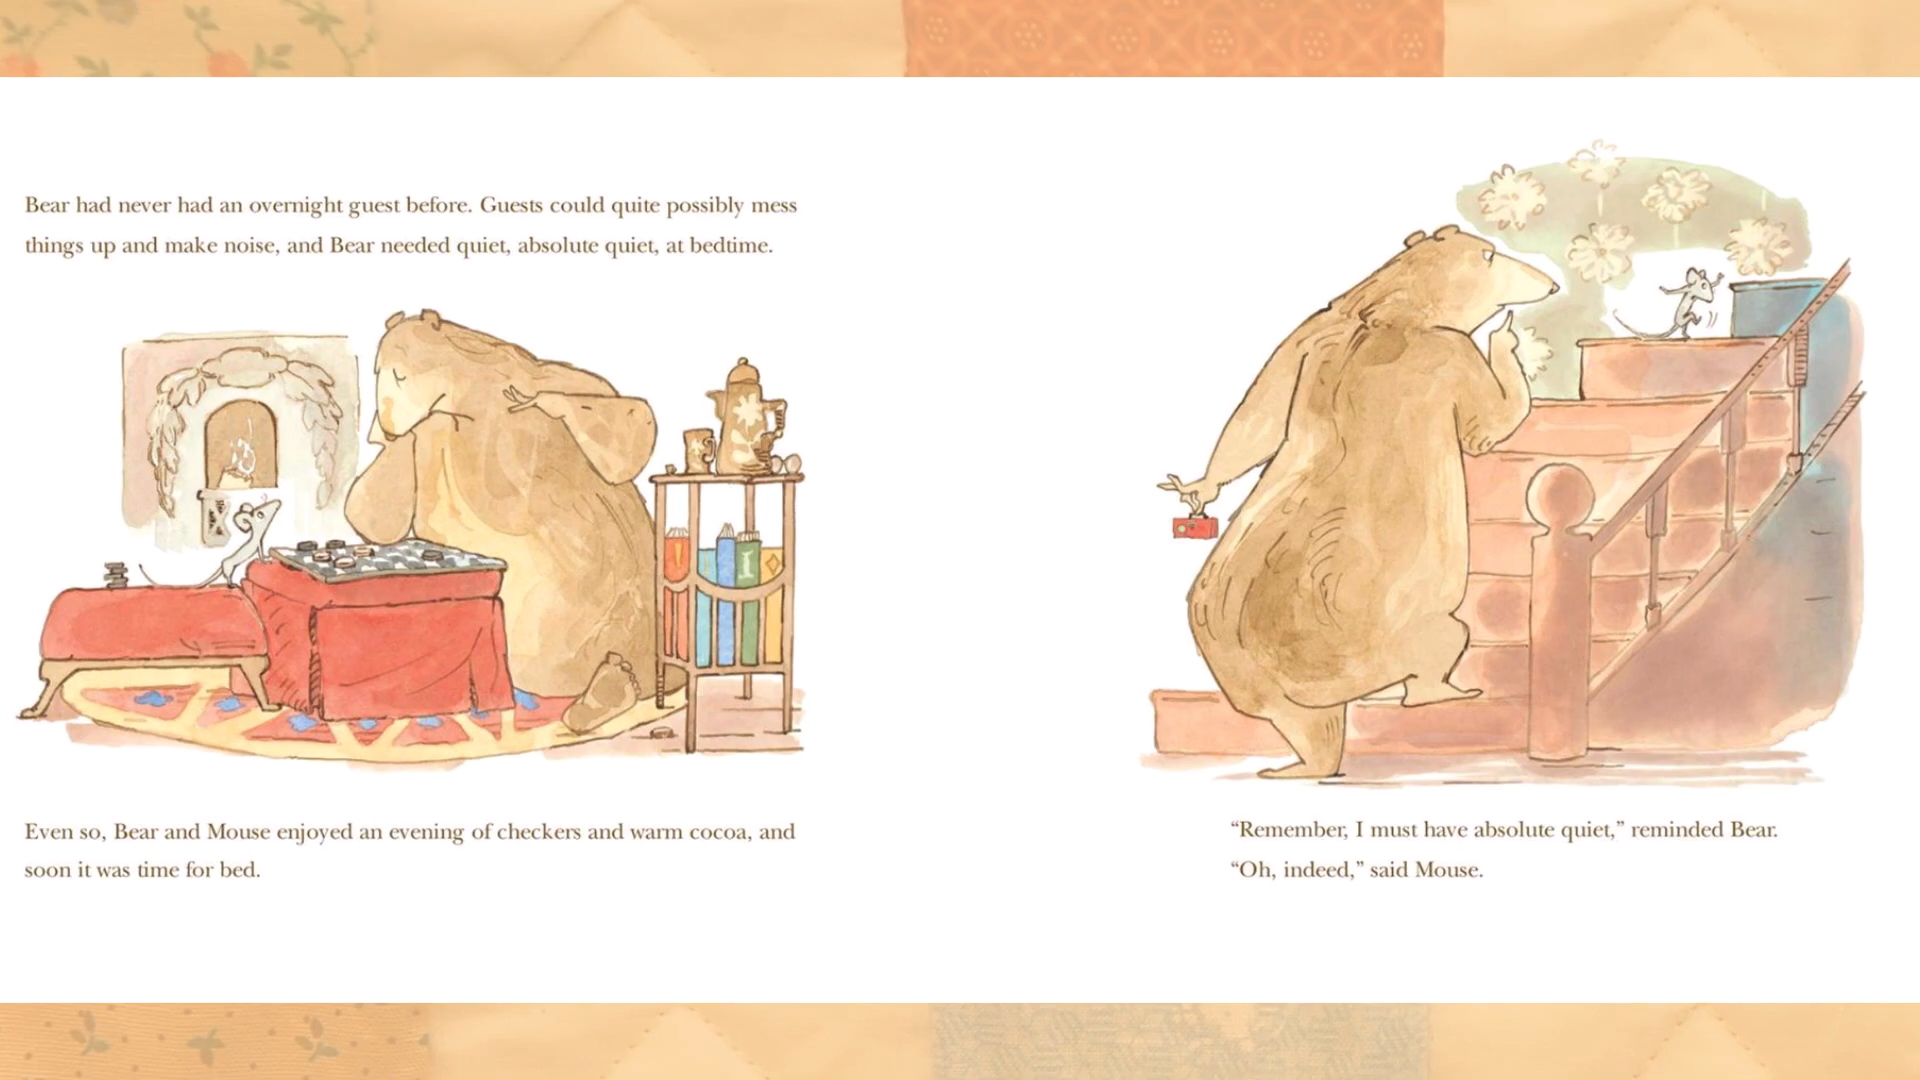 Bear had never had an overnight guest before. Guests could quite possibly mess
things up and make noise, and Bear needed quiet, absolute quiet, at bedtime.
Even so, Bear and Mouse enjoyed an evening of checkers and warm cocoa, and
soon it was time for bed.
“Remember, I must have absolute quiet,” reminded Bear.
“Oh, indeed,” said Mouse.